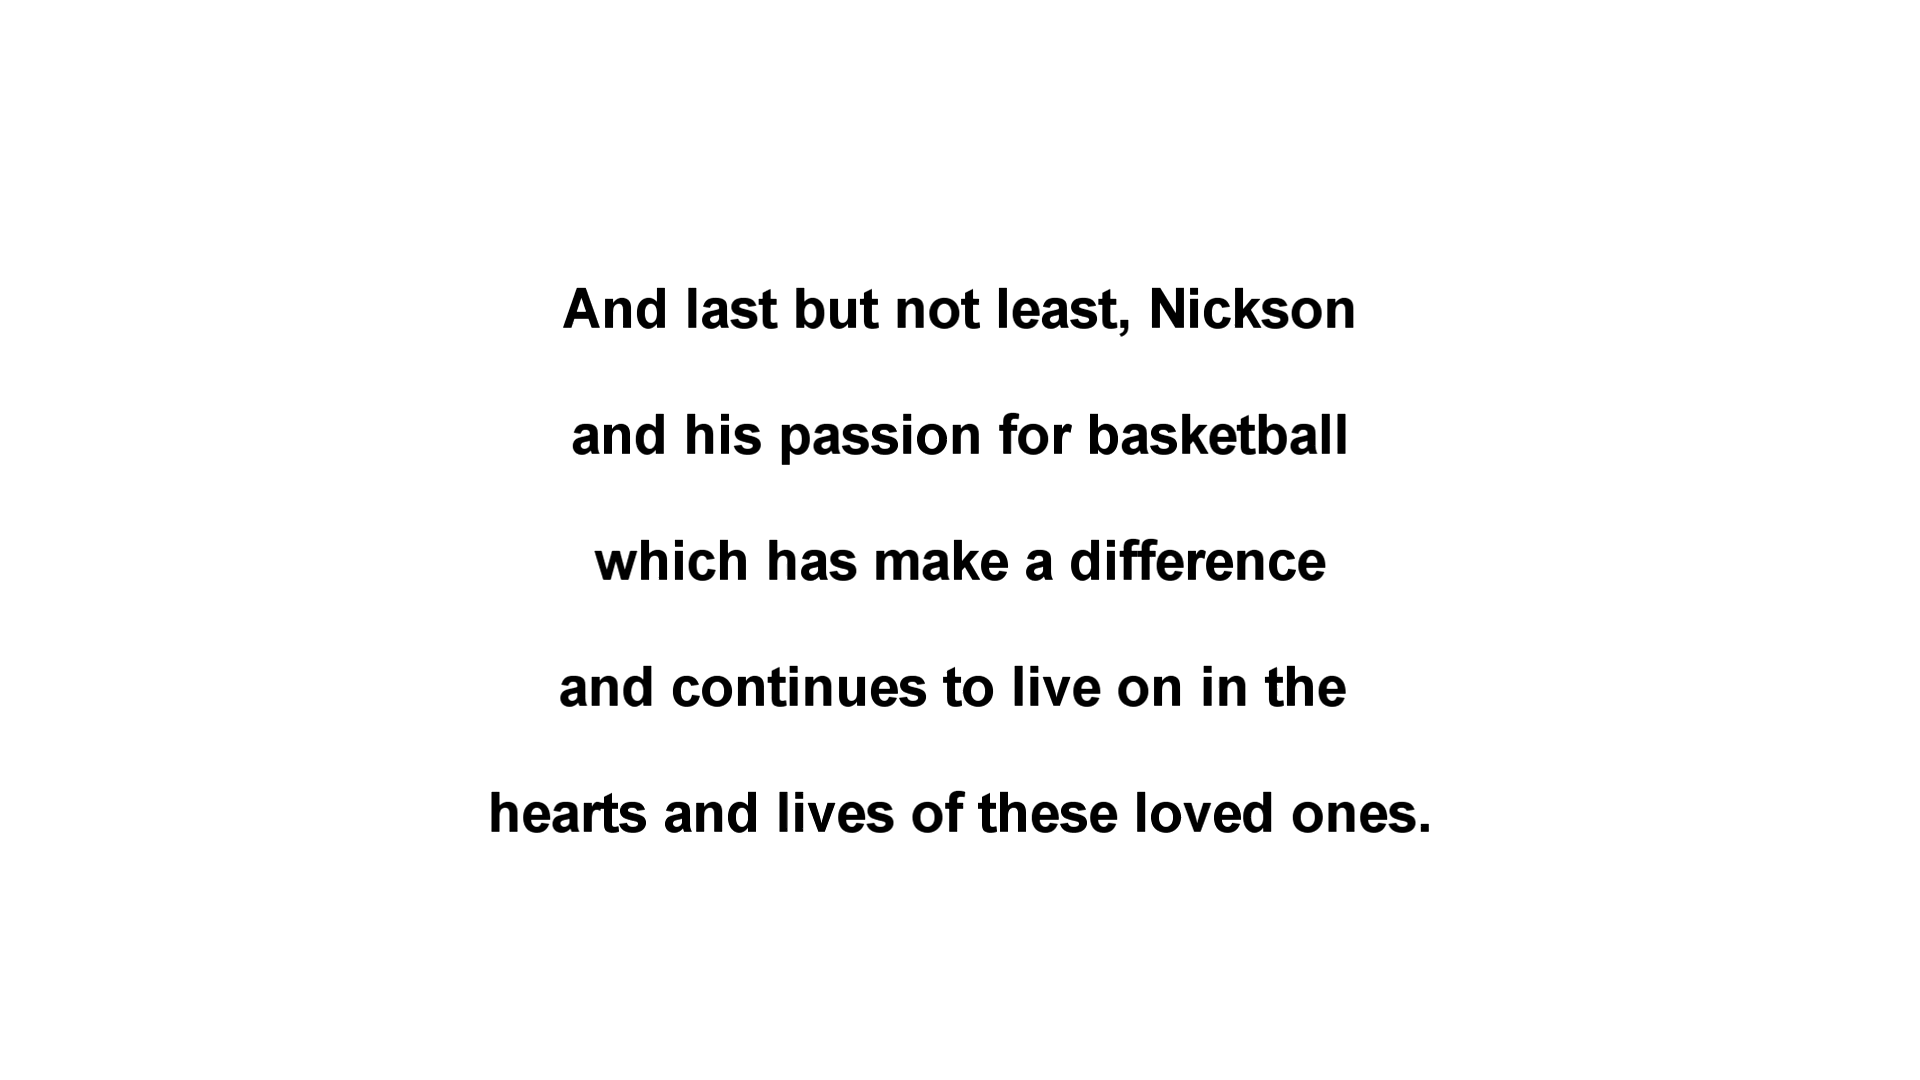 And last but not least, Nickson
and his passion for basketball
which has make a difference
and continues to live on in the
hearts and lives of these loved ones.